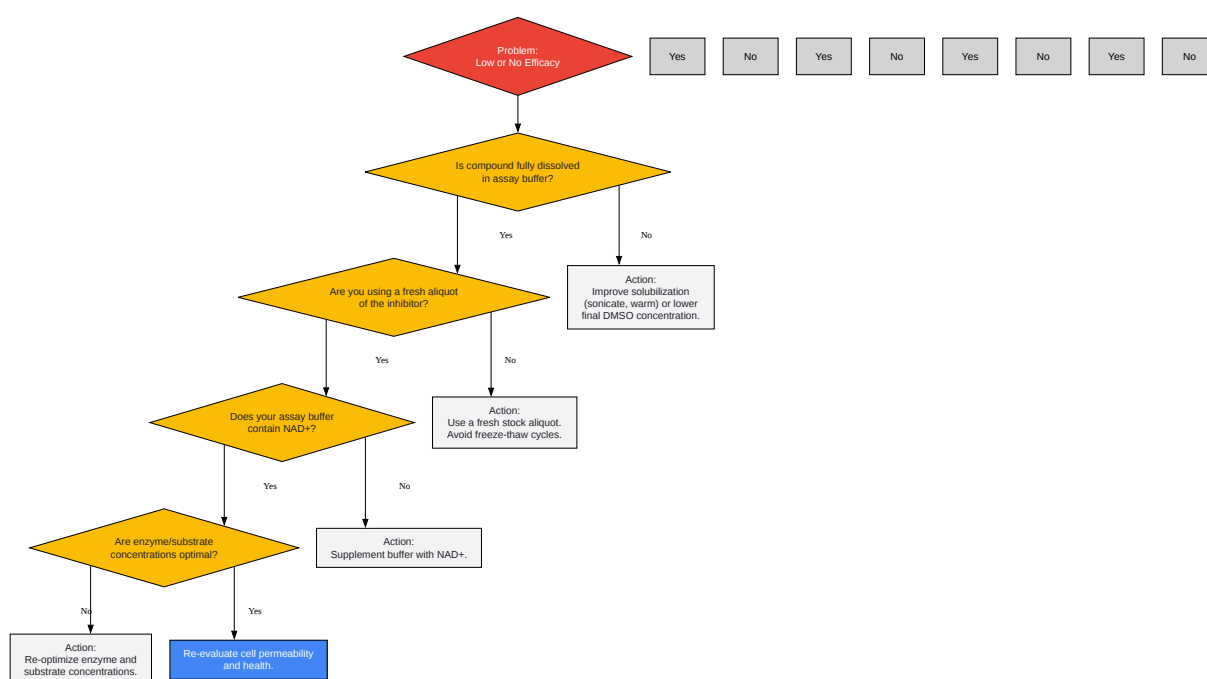 Problem:
Low or No Efficacy
Yes
No
Yes
No
Yes
No
Yes
No
Is compound fully dissolved
in assay buffer?
Yes
No
Are you using a fresh aliquot
of the inhibitor?
Action:
Improve solubilization
(sonicate, warm) or lower
final DMSO concentration.
Yes
No
Does your assay buffer
contain NAD+?
Action:
Use a fresh stock aliquot.
Avoid freeze-thaw cycles.
Yes
No
Are enzyme/substrate
concentrations optimal?
Action:
Supplement buffer with NAD+.
No
Yes
Action:
Re-optimize enzyme and
substrate concentrations.
Re-evaluate cell permeability
and health.